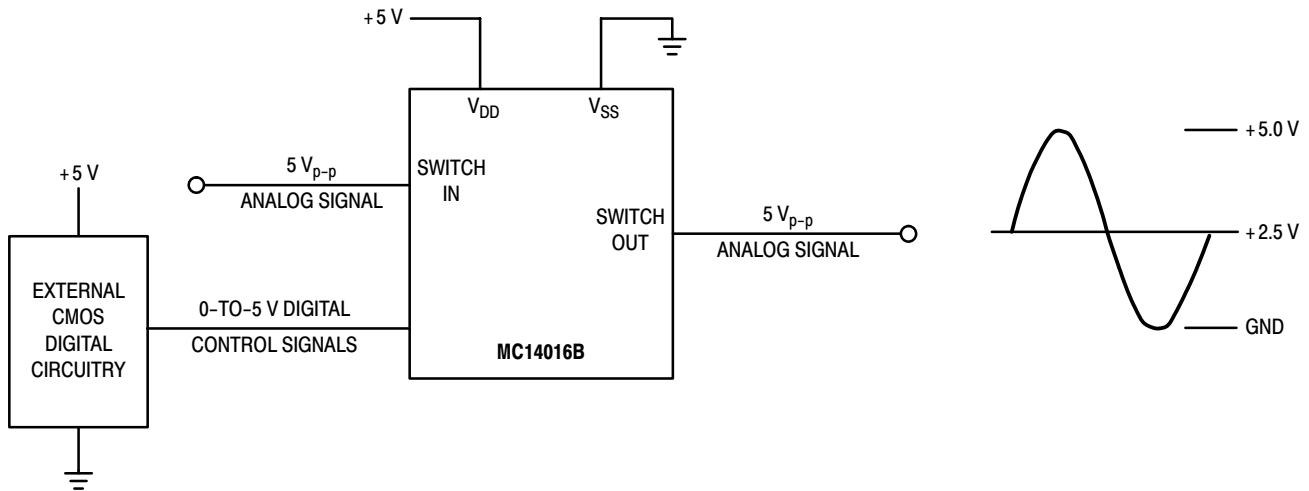 +5 V
V_DD
V_SS
5 V_p–p
ANALOG SIGNAL
SWITCH
IN
SWITCH
OUT
5 V_p–p
ANALOG SIGNAL
+5 V
EXTERNAL
CMOS
DIGITAL
CIRCUITRY
0–TO–5 V DIGITAL
CONTROL SIGNALS
MC14016B
+5.0 V
+2.5 V
GND